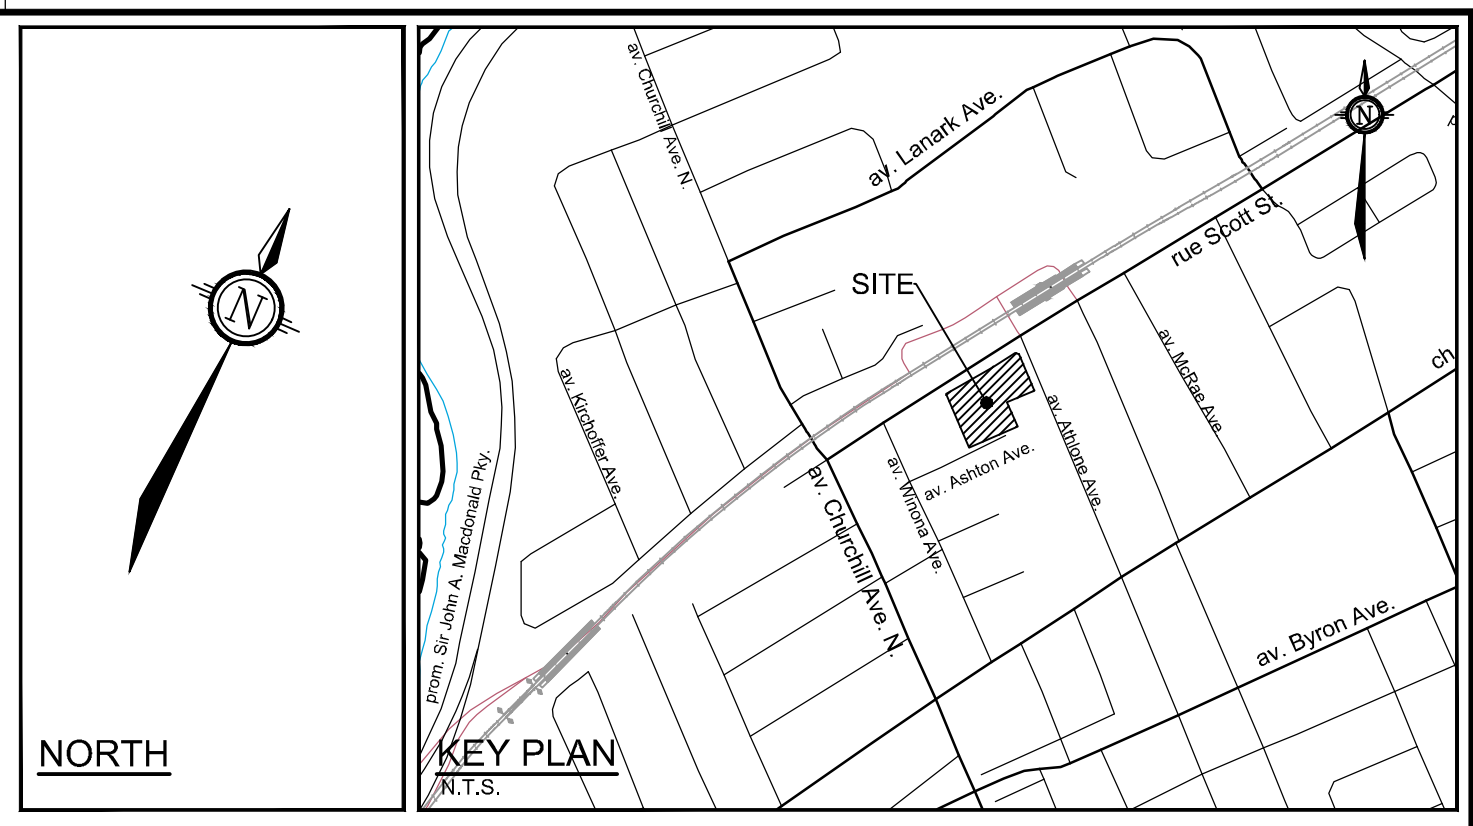 N
NORTH
av. Churchill Ave. N.
av. Lanark Ave.
N
rue Scott St.
SITE
av. McRae Ave.
ch
av. Kirchoffer Ave.
av. Athlone Ave.
av. Ashton Ave.
av. Winona Ave.
prom. Sir John A. Macdonald Pky.
av. Churchill Ave. N.
av. Byron Ave.
KEY PLAN
N.T.S.